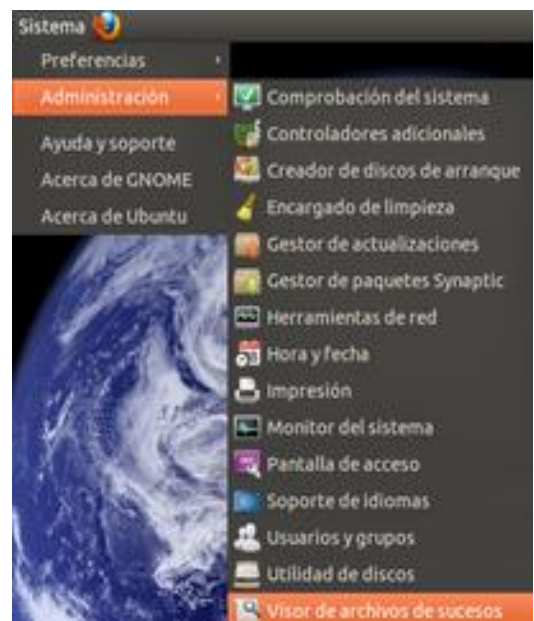 Sistema
Preferencias
Administración
Ayuda y soporte
Acerca de GNOME
Acerca de Ubuntu
Comprobación del sistema
Controladores adicionales
Creador de discos de arranque
Encargado de limpieza
Gestor de actualizaciones
Gestor de paquetes Synaptic
Herramientas de red
Hora y fecha
Impresión
Monitor del sistema
Pantalla de acceso
Soporte de idiomas
Usuarios y grupos
Utilidad de discos
Visor de archivos de sucesos